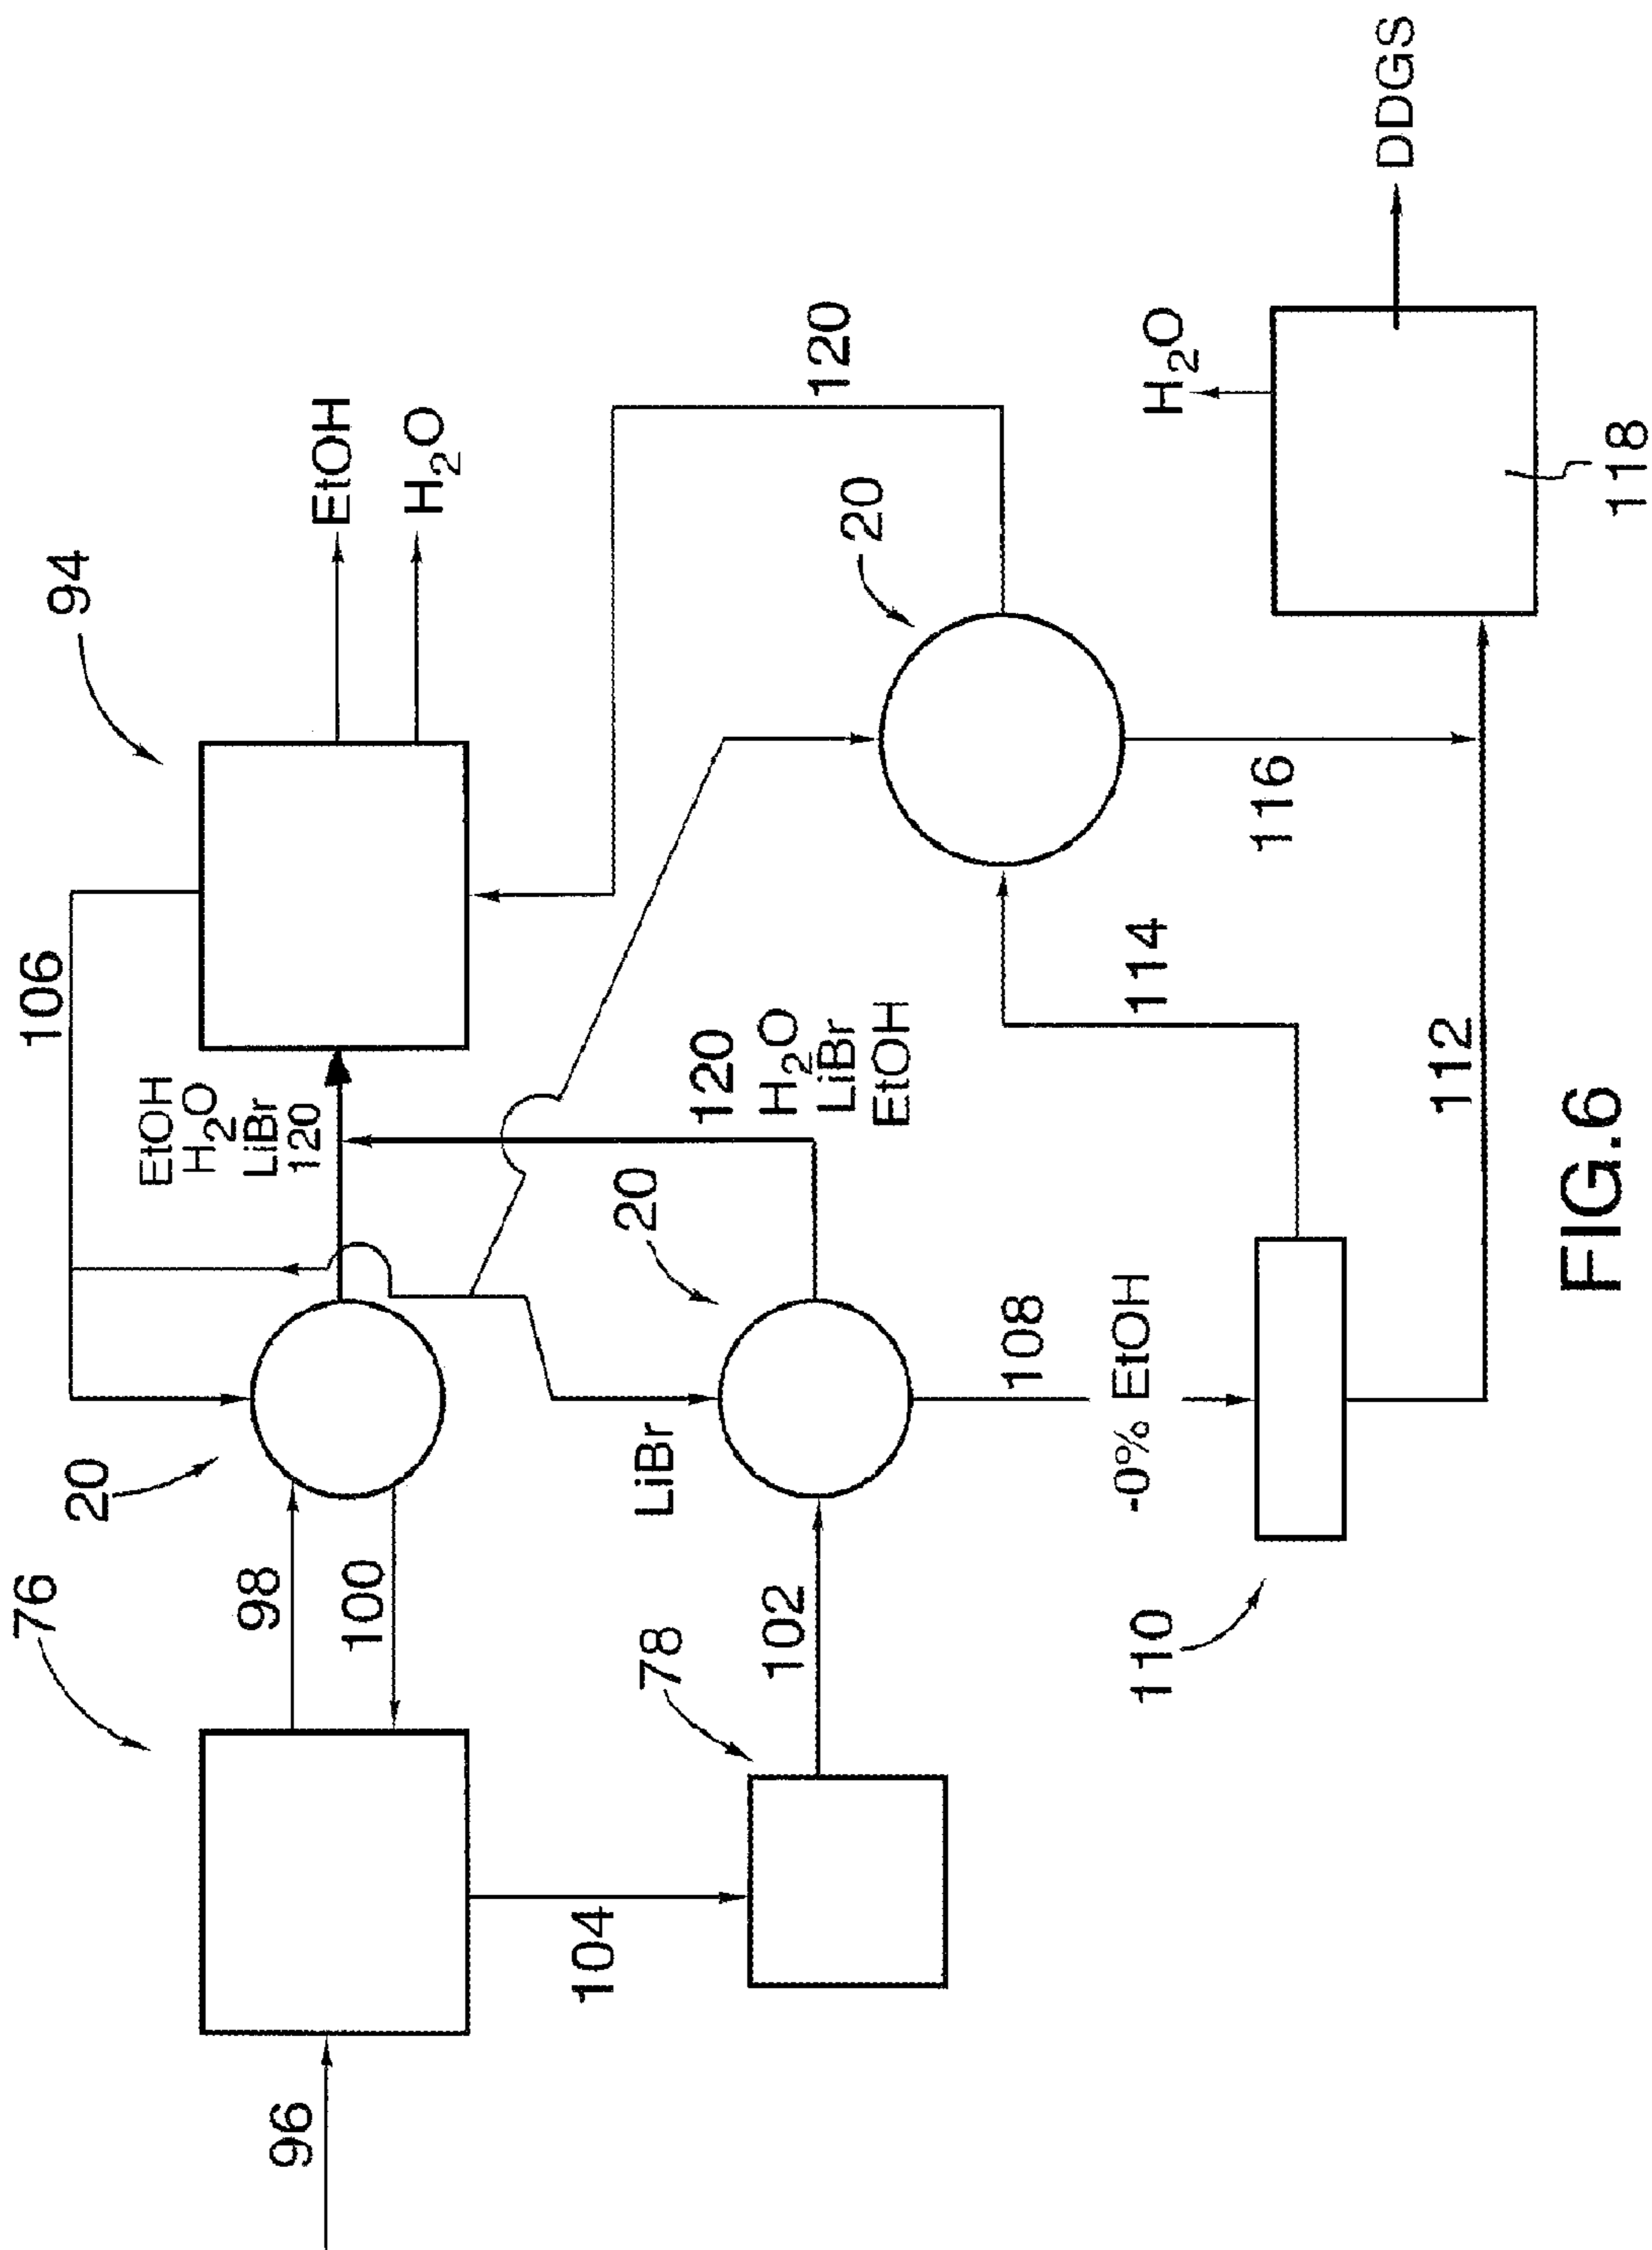 94
106
EtOH
H₂O
EtOH
H₂O
LiBr
120
120
20
98
100
76
96
20
LiBr
120
H₂O
LiBr
EtOH
20
102
78
104
108
-0% EtOH
114
116
H₂O
DDGS
118
110
112
FIG.6